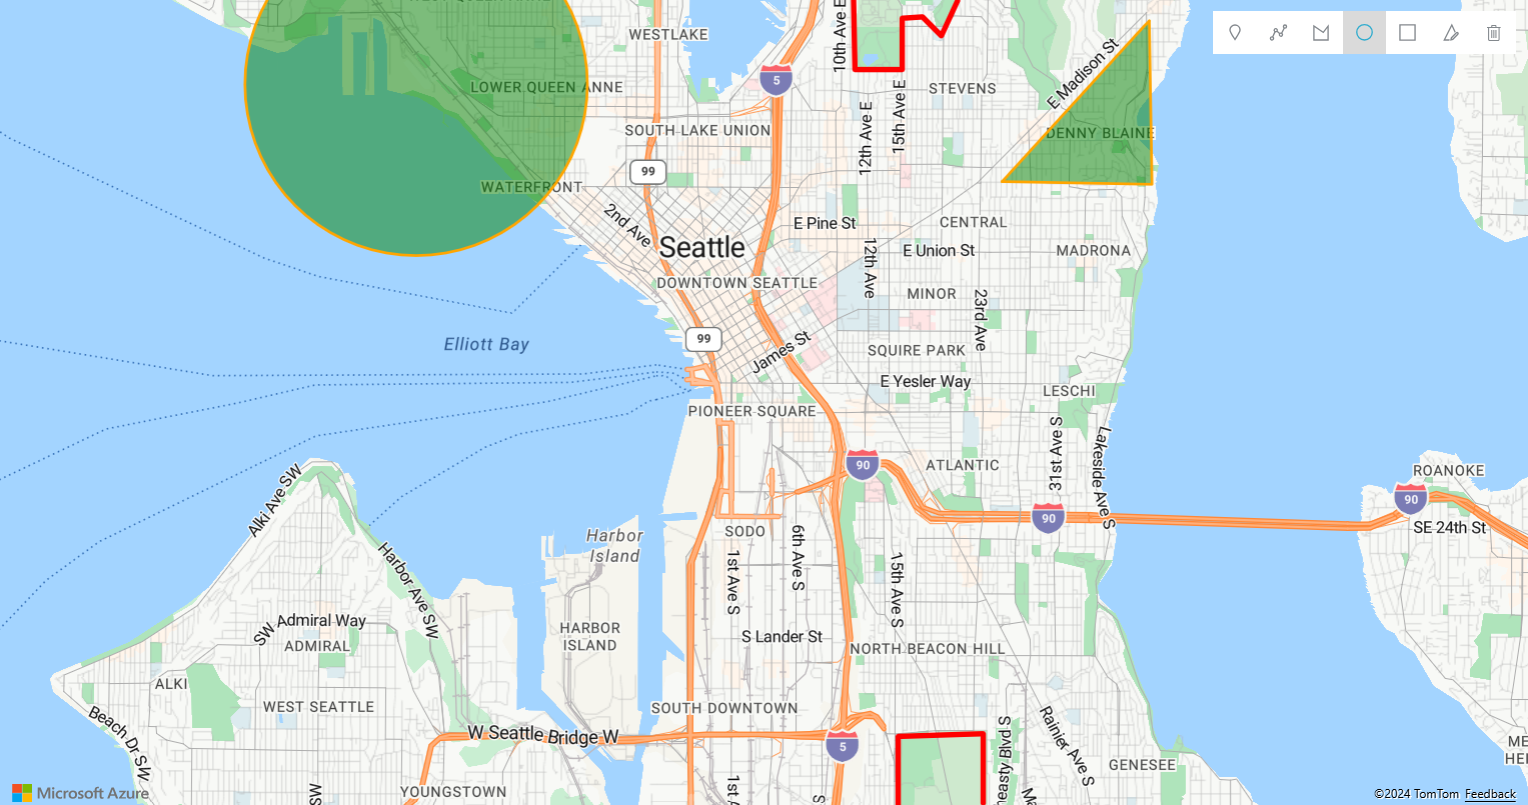 WESTLAKE
10th Ave E
5
E Madison St
LOWER QUEEN ANNE
STEVENS
15th Ave E
12th Ave E
SOUTH LAKE UNION
DENNY BLAINE
99
WATERFRONT
2nd Ave
E Pine St
CENTRAL
Seattle
12th Ave
E Union St
MADRONA
DOWNTOWN SEATTLE
MINOR
23rd Ave
Elliott Bay
99
James St
SQUIRE PARK
E Yesler Way
LESCHI
PIONEER SQUARE
31st Ave S
Lakeside Ave S
90
ATLANTIC
ROANOKE
Alki Ave SW
90
90
SE 24th St
Harbor
Island
SODO
6th Ave S
1st Ave S
15th Ave S
Harbor Ave SW
SW Admiral Way
ADMIRAL
HARBOR
ISLAND
S Lander St
NORTH BEACON HILL
ALKI
WEST SEATTLE
SOUTH DOWNTOWN
Beach Dr SW
W Seattle Bridge W
5
Rainier Ave S
GENESEE
YOUNGSTOWN
SW
Microsoft Azure
©2024 TomTom Feedback